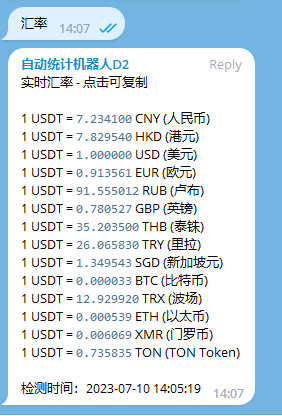 汇率
14:07
自动统计机器人D2 Reply
实时汇率 - 点击可复制
1 USDT = 7.234100 CNY (人民币)
1 USDT = 7.829540 HKD (港元)
1 USDT = 1.000000 USD (美元)
1 USDT = 0.913561 EUR (欧元)
1 USDT = 91.555012 RUB (卢布)
1 USDT = 0.780527 GBP (英镑)
1 USDT = 35.203500 THB (泰铢)
1 USDT = 26.065830 TRY (里拉)
1 USDT = 1.349543 SGD (新加坡元)
1 USDT = 0.000033 BTC (比特币)
1 USDT = 12.929920 TRX (波场)
1 USDT = 0.000539 ETH (以太币)
1 USDT = 0.006069 XMR (门罗币)
1 USDT = 0.735835 TON (TON Token)
检测时间：2023-07-10 14:05:19
14:07